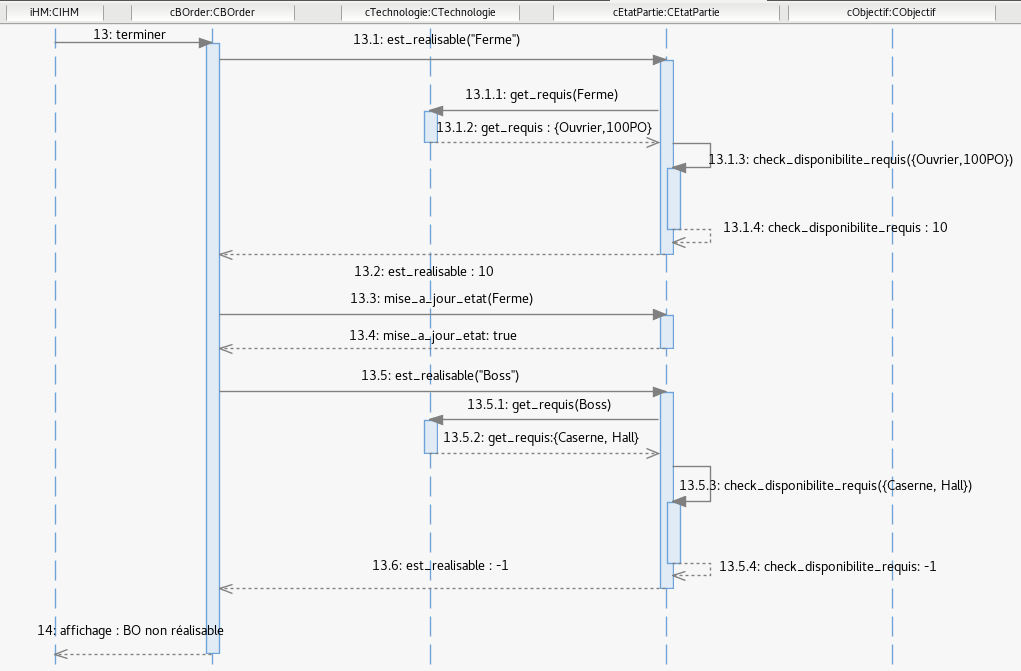 iHM:CIHM
cBOrder:CBOrder
cTechnologie:CTechnologie
cEtatPartie:CEtatPartie
cObjectif:CObjectif
13: terminer
13.1: est_realisable("Ferme")
13.1.1: get_requis(Ferme)
13.1.2: get_requis : {Ouvrier,100PO}
13.1.3: check_disponibilite_requis({Ouvrier,100PO})
13.1.4: check_disponibilite_requis : 10
13.2: est_realisable : 10
13.3: mise_a_jour_etat(Ferme)
13.4: mise_a_jour_etat: true
13.5: est_realisable("Boss")
13.5.1: get_requis(Boss)
13.5.2: get_requis:{Caserne, Hall}
13.5.3: check_disponibilite_requis({Caserne, Hall})
13.5.4: check_disponibilite_requis: -1
13.6: est_realisable : -1
14: affichage : BO non réalisable